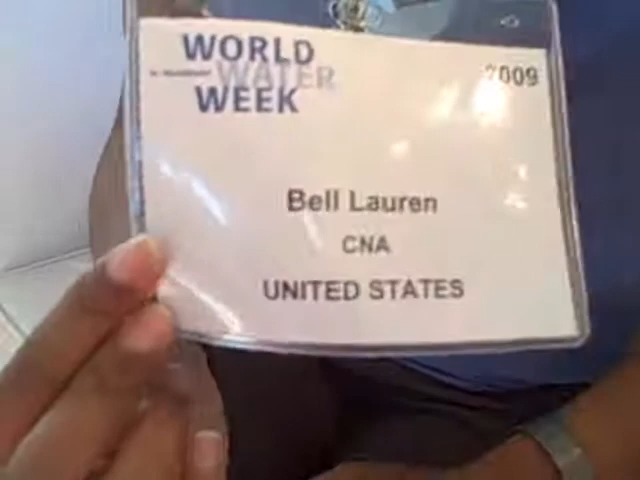 WORLD
WATER
WEEK
2009
Bell Lauren
CNA
UNITED STATES